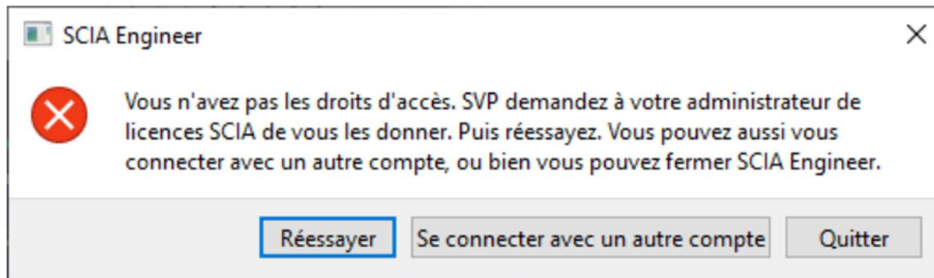 SCIA Engineer
Vous n'avez pas les droits d'accès. SVP demandez à votre administrateur de
licences SCIA de vous les donner. Puis réessayez. Vous pouvez aussi vous
connecter avec un autre compte, ou bien vous pouvez fermer SCIA Engineer.
Réessayer Se connecter avec un autre compte Quitter